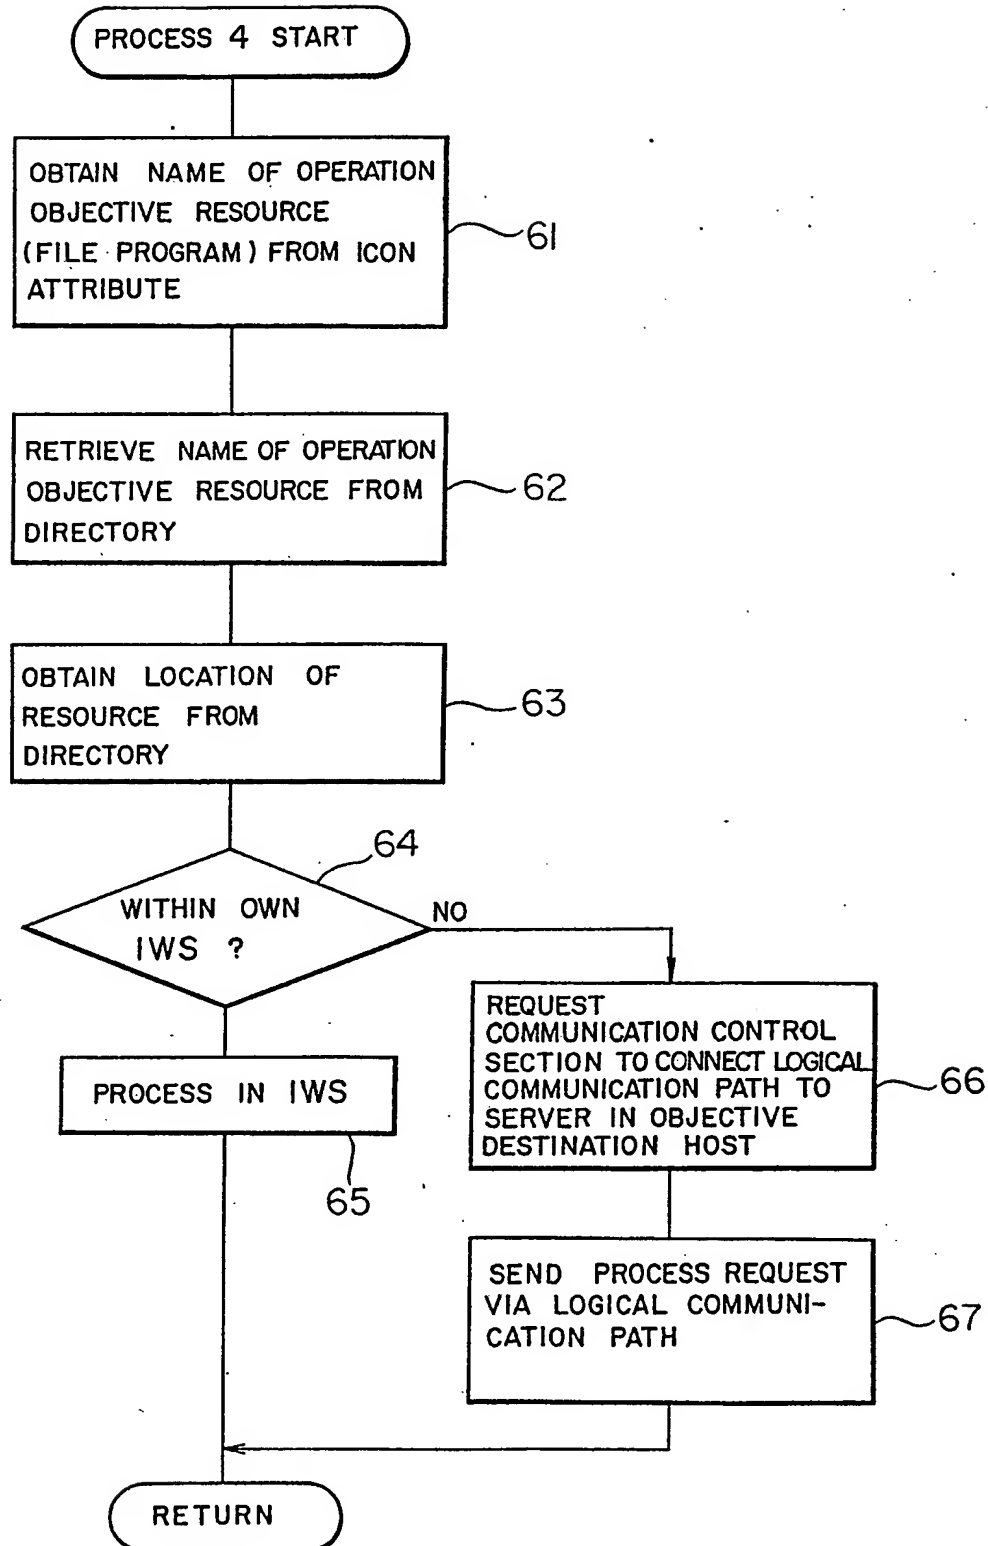 PROCESS 4 START
OBTAIN NAME OF OPERATION
OBJECTIVE RESOURCE
(FILE PROGRAM) FROM ICON
ATTRIBUTE
61
RETRIEVE NAME OF OPERATION
OBJECTIVE RESOURCE FROM
DIRECTORY
62
OBTAIN LOCATION OF
RESOURCE FROM
DIRECTORY
63
64
WITHIN OWN
IWS ?
NO
PROCESS IN IWS
65
REQUEST
COMMUNICATION CONTROL
SECTION TO CONNECT LOGICAL
COMMUNICATION PATH TO
SERVER IN OBJECTIVE
DESTINATION HOST
66
SEND PROCESS REQUEST
VIA LOGICAL COMMUNI-
CATION PATH
67
RETURN